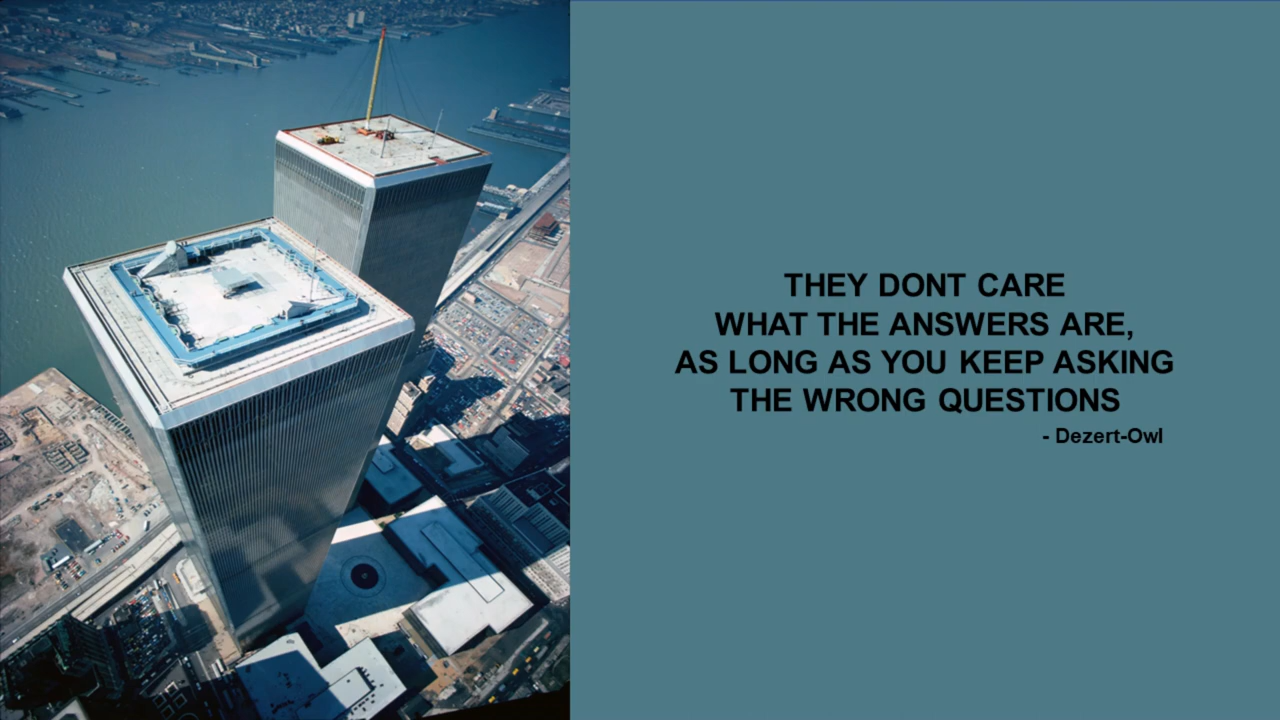 THEY DONT CARE
WHAT THE ANSWERS ARE,
AS LONG AS YOU KEEP ASKING
THE WRONG QUESTIONS
- Dezert-Owl